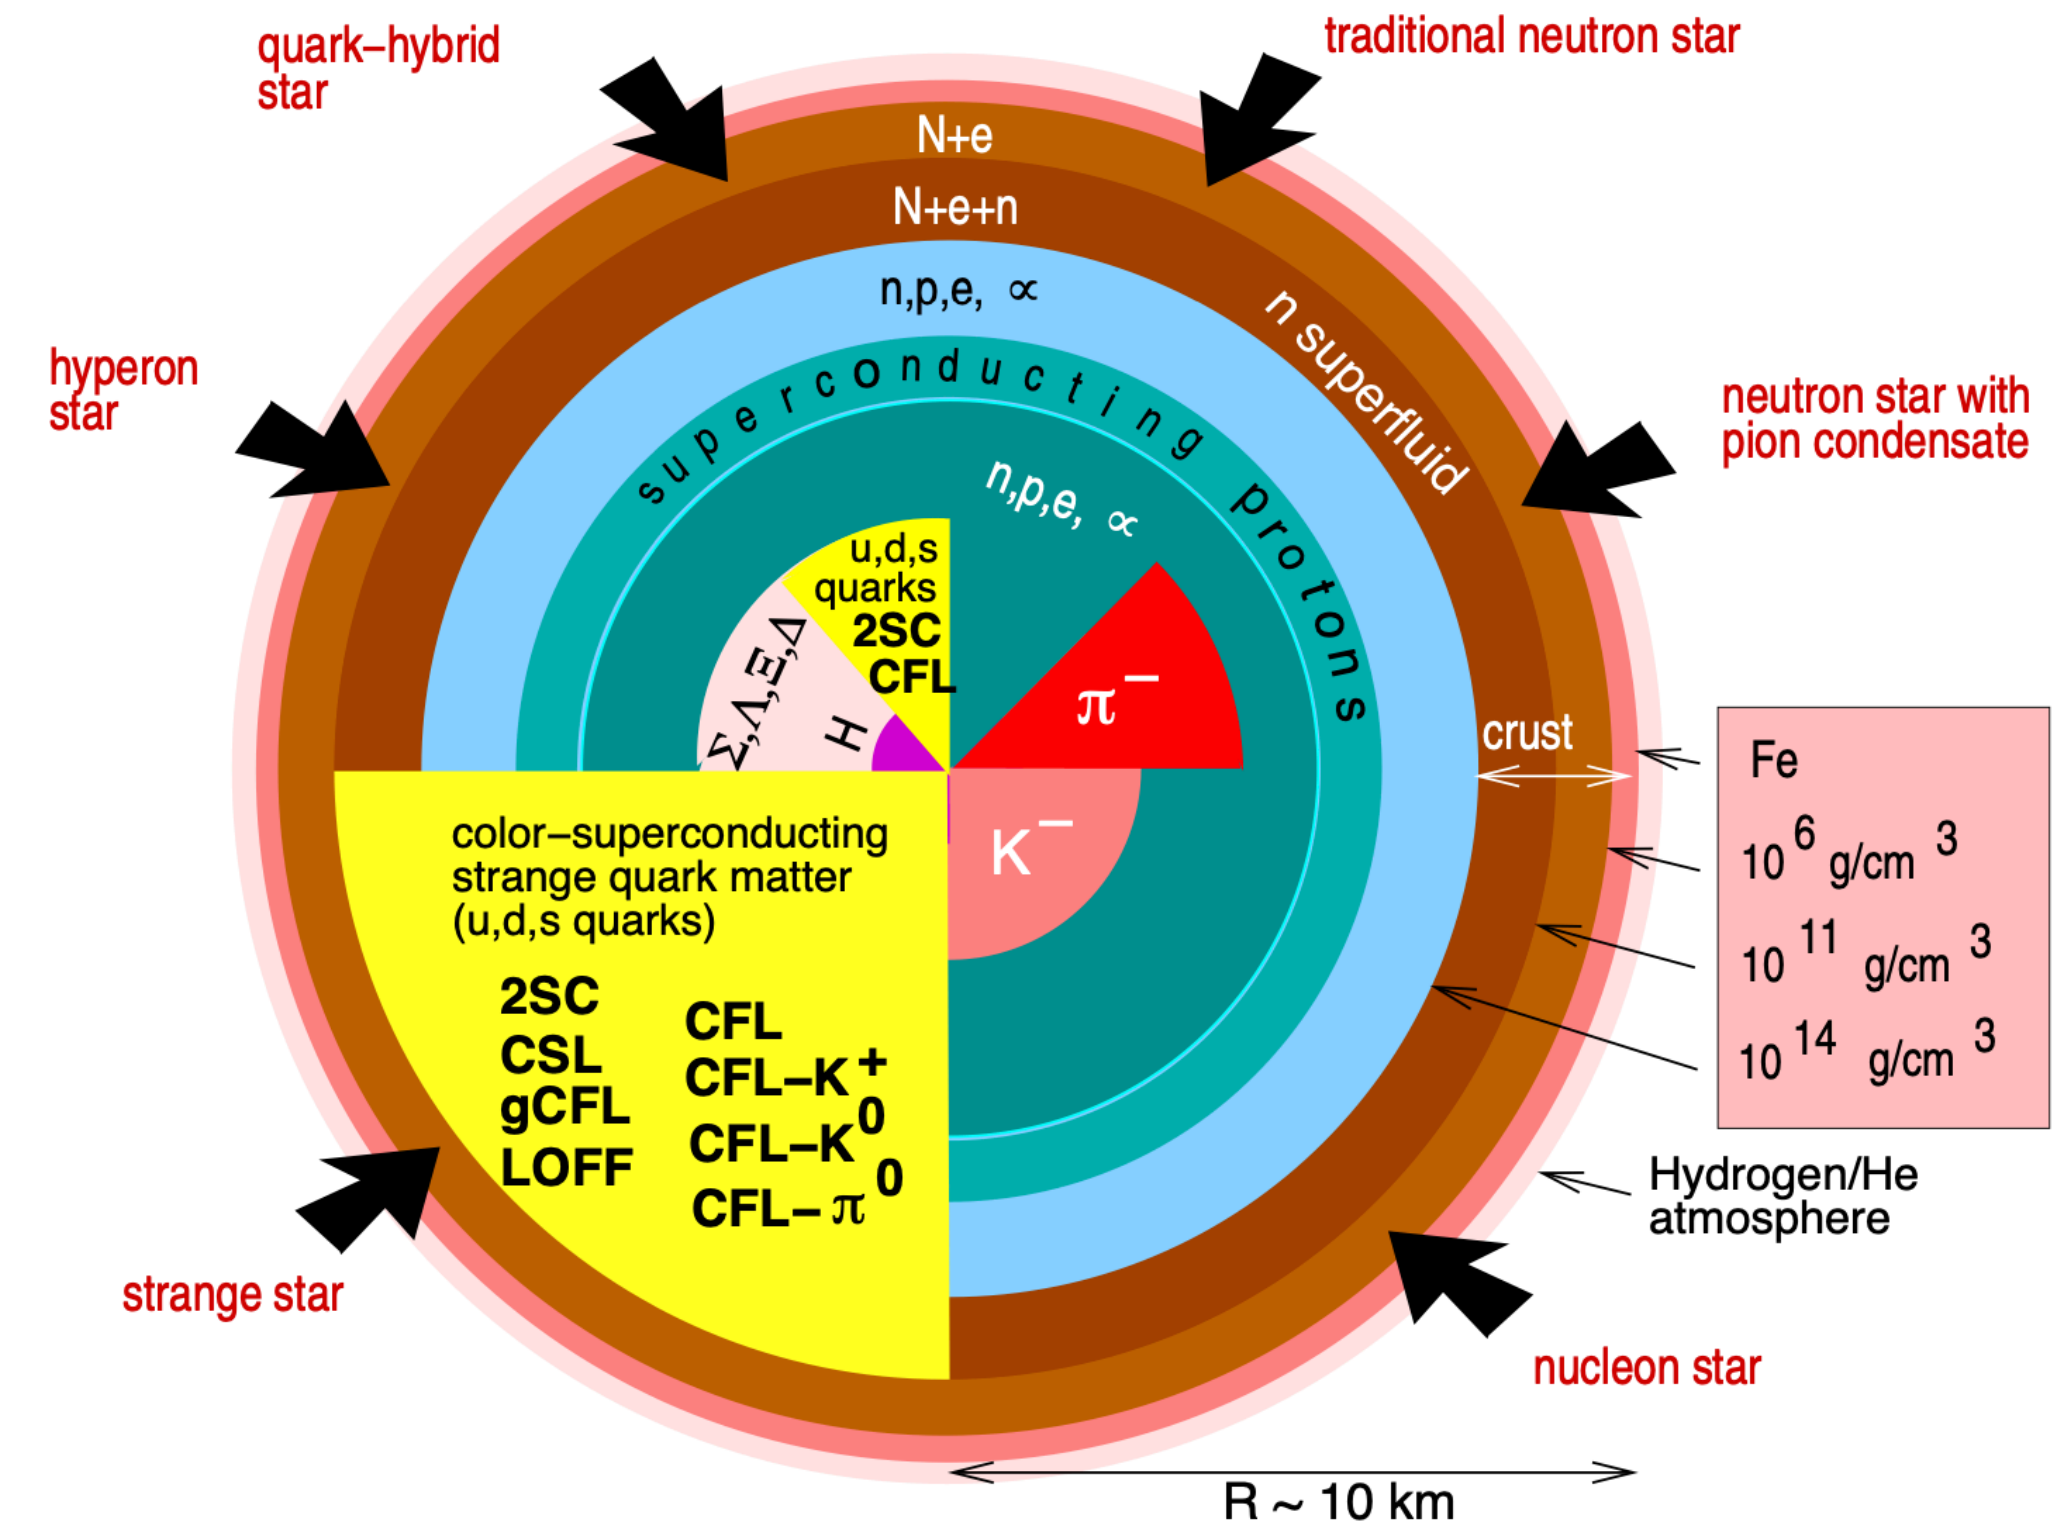 quark–hybrid
star
traditional neutron star
N+e
N+e+n
n,p,e, ∝
n superfluid
hyperon
star
neutron star with
pion condensate
superconducting protons
n,p,e, ∝
u,d,s
quarks
2SC
CFL
Σ,Λ,Ξ,Δ
H
π⁻
K⁻
crust
Fe
10⁶ g/cm³
10¹¹ g/cm³
10¹⁴ g/cm³
Hydrogen/He
atmosphere
color–superconducting
strange quark matter
(u,d,s quarks)
2SC
CSL
gCFL
LOFF
CFL
CFL–K⁺
CFL–K⁰
CFL–π⁰
strange star
nucleon star
R ~ 10 km